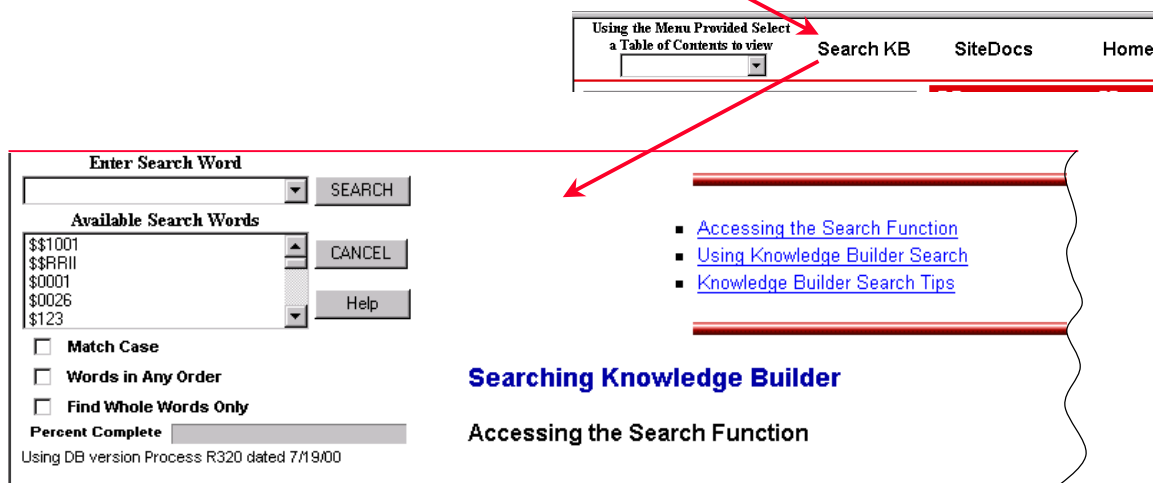 Using the Menu Provided Select
a Table of Contents to view
Search KB
SiteDocs
Home
Enter Search Word
SEARCH
Available Search Words
$$1001
$$RRII
$0001
$0026
$123
CANCEL
Help
Match Case
Words in Any Order
Find Whole Words Only
Percent Complete
Using DB version Process R320 dated 7/19/00
Accessing the Search Function
Using Knowledge Builder Search
Knowledge Builder Search Tips
Searching Knowledge Builder
Accessing the Search Function